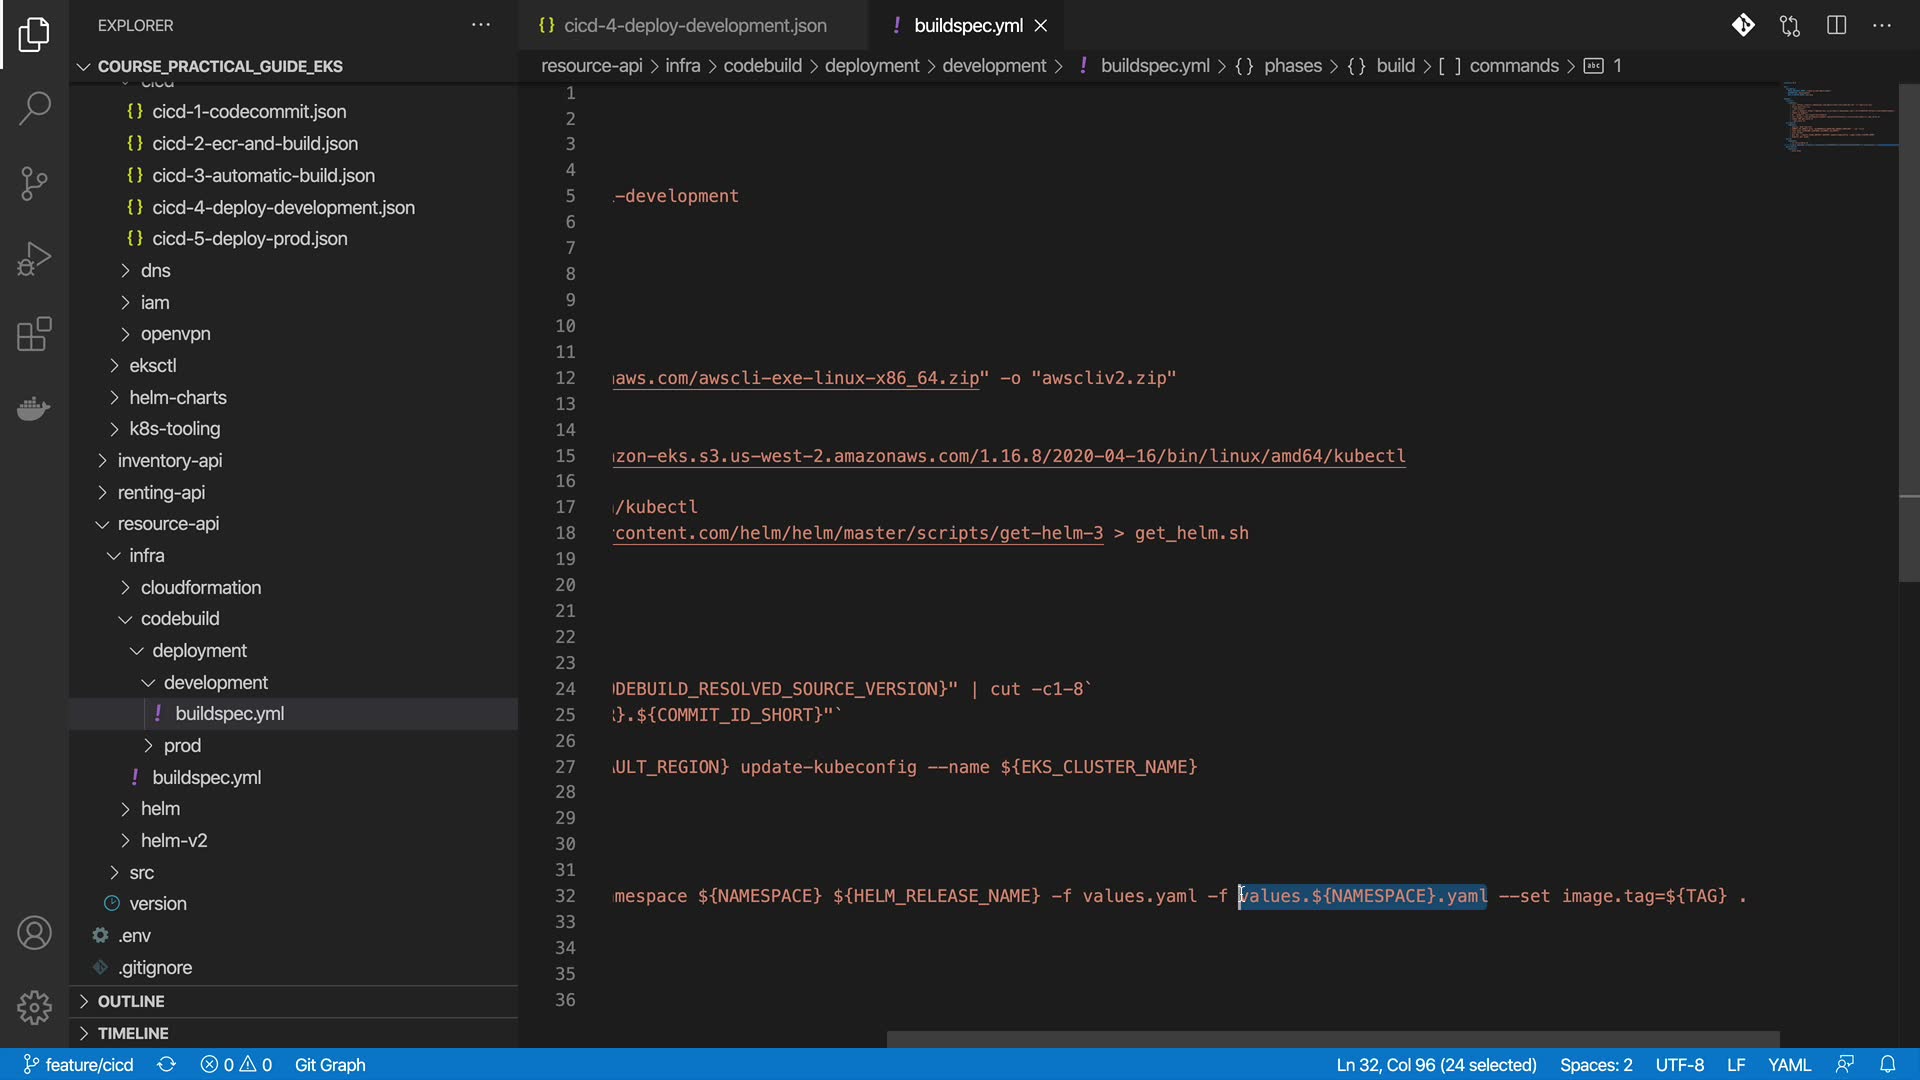 EXPLORER
COURSE_PRACTICAL_GUIDE_EKS
cicd
cicd-1-codecommit.json
cicd-2-ecr-and-build.json
cicd-3-automatic-build.json
cicd-4-deploy-development.json
cicd-5-deploy-prod.json
dns
iam
openvpn
eksctl
helm-charts
k8s-tooling
inventory-api
renting-api
resource-api
infra
cloudformation
codebuild
deployment
development
buildspec.yml
prod
buildspec.yml
helm
helm-v2
src
version
.env
.gitignore
OUTLINE
TIMELINE
cicd-4-deploy-development.json
buildspec.yml
resource-api > infra > codebuild > deployment > development > ! buildspec.yml > {} phases > {} build > [ ] commands > abc 1
1
2
3
4
5 -development
6
7
8
9
10
11
12 aws.com/awscli-exe-linux-x86_64.zip" -o "awscliv2.zip"
13
14
15 zon-eks.s3.us-west-2.amazonaws.com/1.16.8/2020-04-16/bin/linux/amd64/kubectl
16
17 /kubectl
18 content.com/helm/helm/master/scripts/get-helm-3 > get_helm.sh
19
20
21
22
23
24 DEBUILD_RESOLVED_SOURCE_VERSION}" | cut -c1-8`
25 }.${COMMIT_ID_SHORT}"`
26
27 ULT_REGION} update-kubeconfig --name ${EKS_CLUSTER_NAME}
28
29
30
31
32 mespace ${NAMESPACE} ${HELM_RELEASE_NAME} -f values.yaml -f values.${NAMESPACE}.yaml --set image.tag=${TAG} .
33
34
35
36
feature/cicd 0 0 Git Graph Ln 32, Col 96 (24 selected) Spaces: 2 UTF-8 LF YAML